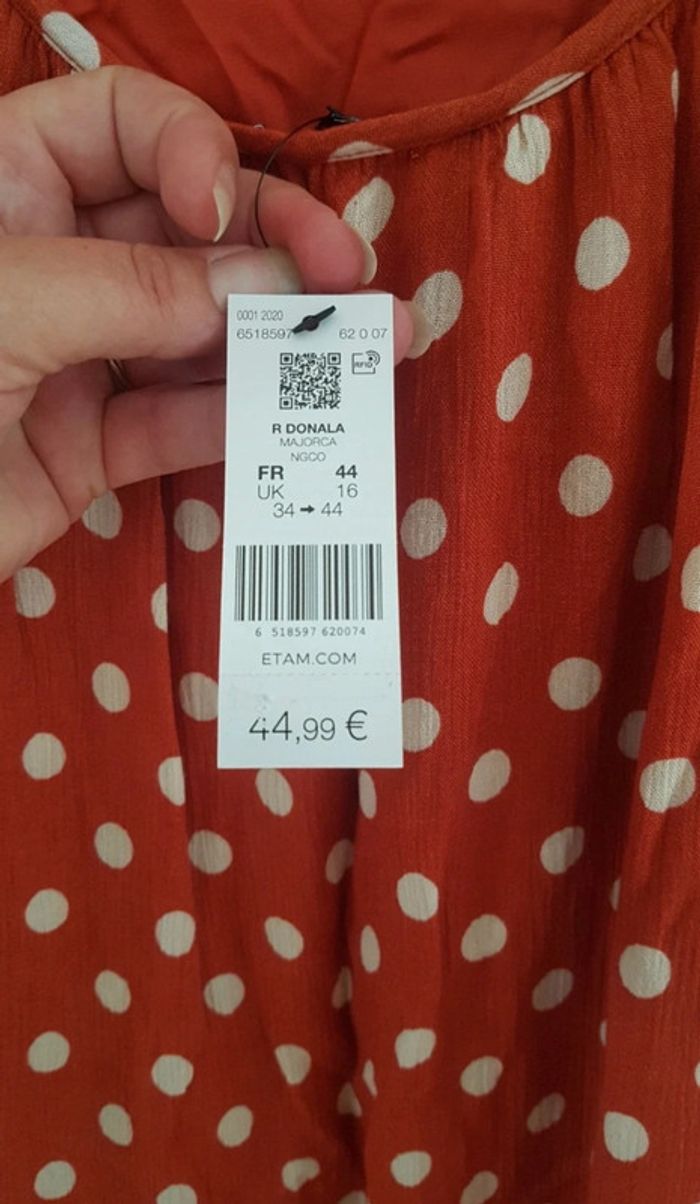 0001 2020
6518597 62 0 07
RFID
R DONALA
MAJORCA
NGCO
FR 44
UK 16
34 ➞ 44
6 518597 620074
ETAM.COM
44,99 €